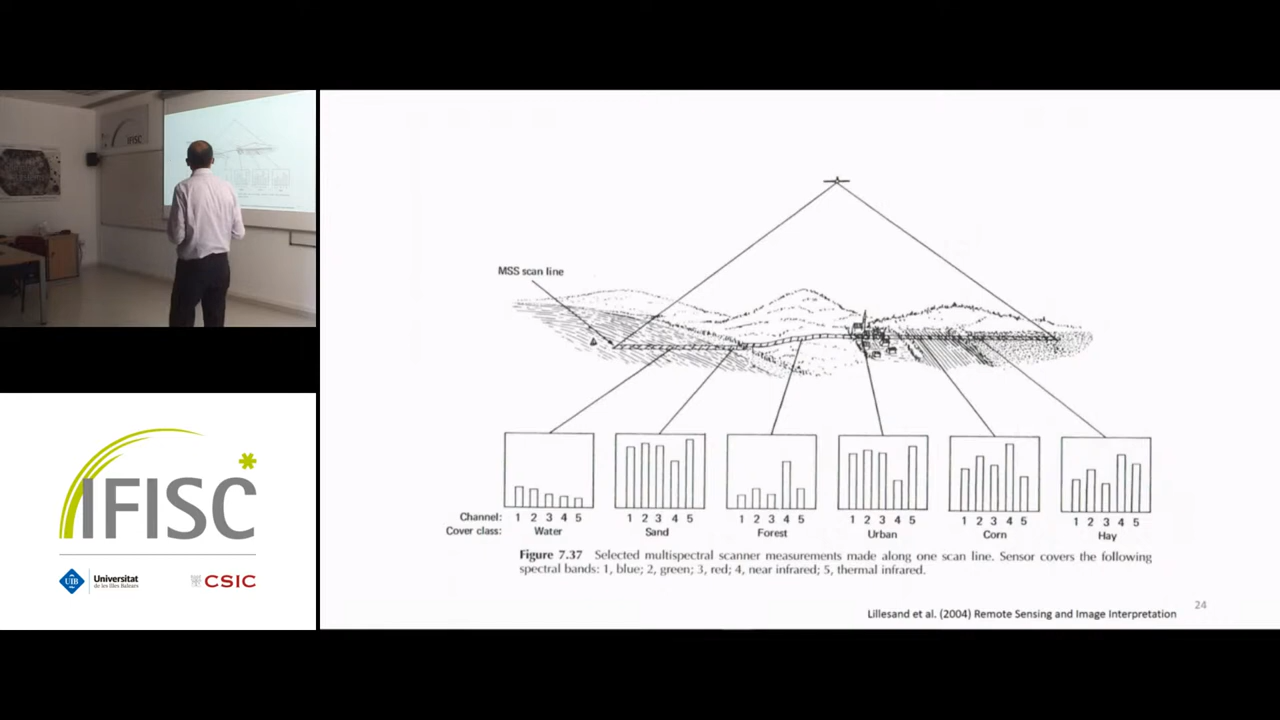 IFISC
MSS scan line
Channel: 1 2 3 4 5 1 2 3 4 5 1 2 3 4 5 1 2 3 4 5 1 2 3 4 5 1 2 3 4 5
Cover class: Water Sand Forest Urban Corn Hay
Figure 7.37 Selected multispectral scanner measurements made along one scan line. Sensor covers the following
spectral bands: 1, blue; 2, green; 3, red; 4, near infrared; 5, thermal infrared.
24
Lillesand et al. (2004) Remote Sensing and Image Interpretation
IFISC
UIB
Universitat
de les Illes Balears
CSIC